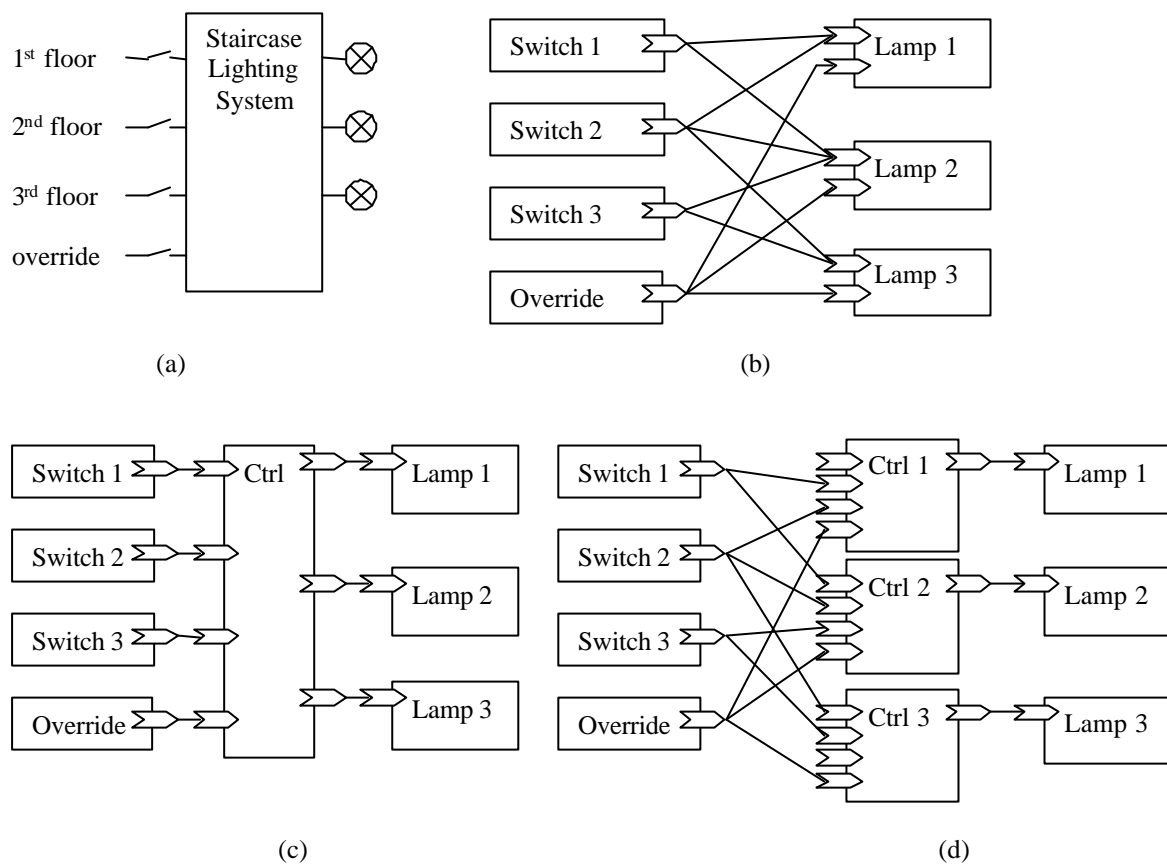 Staircase
Lighting
System
1st floor
2nd floor
3rd floor
override
(a)
Switch 1
Switch 2
Switch 3
Override
Lamp 1
Lamp 2
Lamp 3
(b)
Switch 1
Switch 2
Switch 3
Override
Ctrl
Lamp 1
Lamp 2
Lamp 3
(c)
Switch 1
Switch 2
Switch 3
Override
Ctrl 1
Ctrl 2
Ctrl 3
Lamp 1
Lamp 2
Lamp 3
(d)